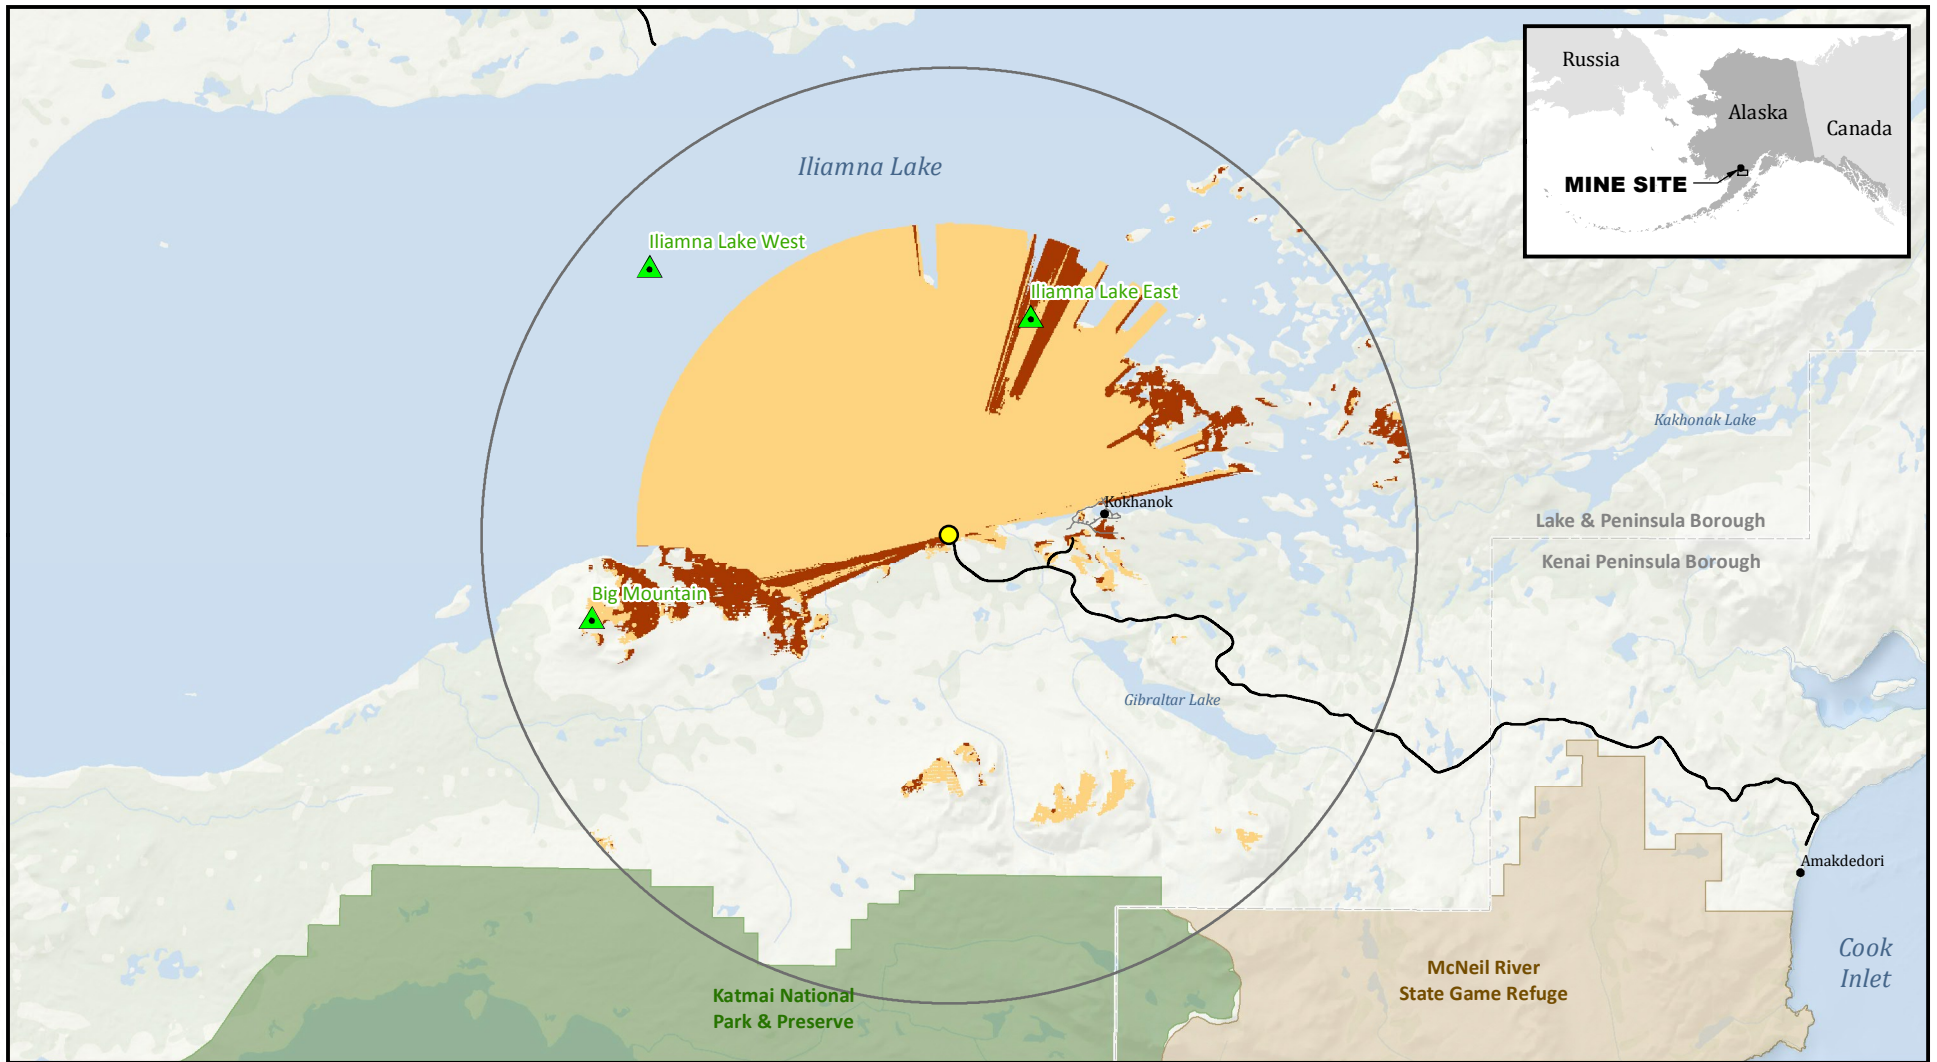 Russia
Alaska
Canada
MINE SITE
Iliamna Lake
Iliamna Lake West
Iliamna Lake East
Kakhonak Lake
Kokhanok
Lake & Peninsula Borough
Kenai Peninsula Borough
Big Mountain
Gibraltar Lake
Amakdedori
Cook
Inlet
McNeil River
State Game Refuge
Katmai National
Park & Preserve